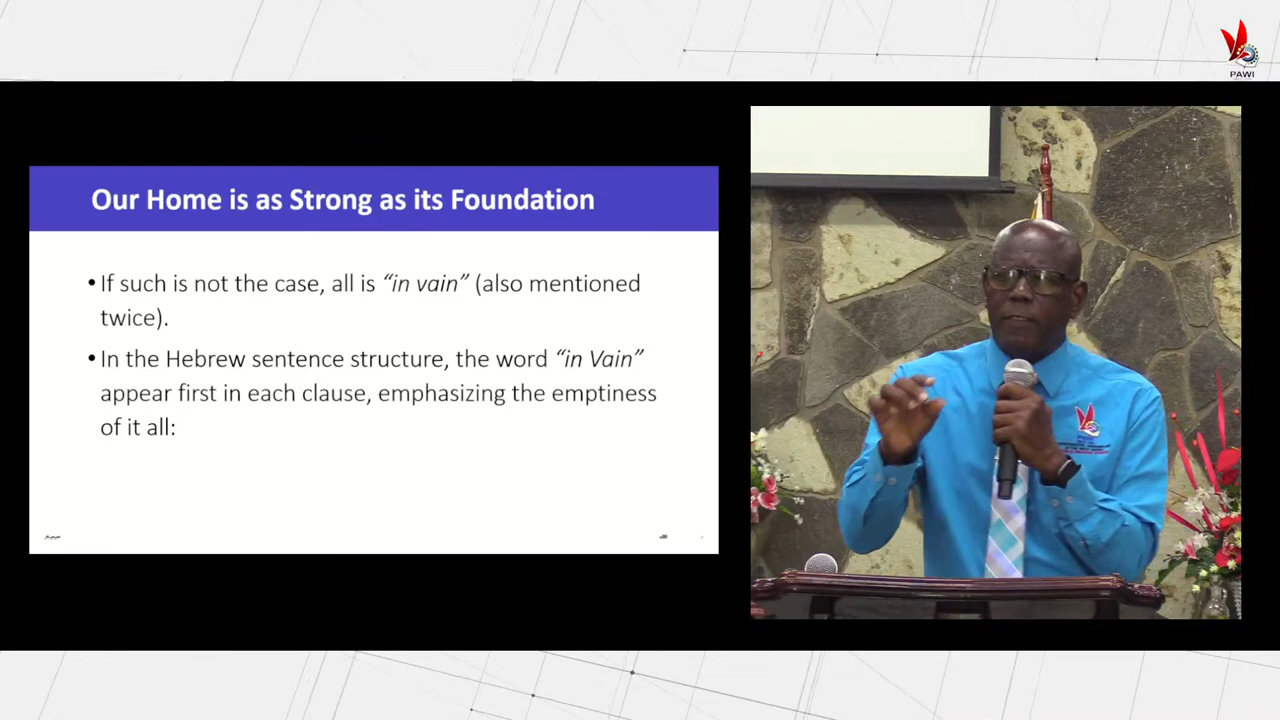 PAWI
Our Home is as Strong as its Foundation
• If such is not the case, all is “in vain” (also mentioned
twice).
• In the Hebrew sentence structure, the word “in Vain”
appear first in each clause, emphasizing the emptiness
of it all: